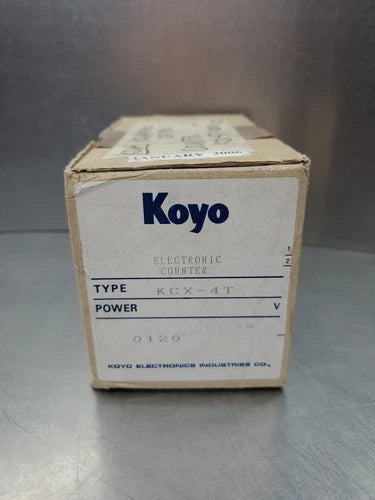 JANUARY 2006
Koyo
ELECTRONIC
COUNTER
TYPE KCX-4T
POWER V
0120
KOYO ELECTRONICS INDUSTRIES CO.,
1
2